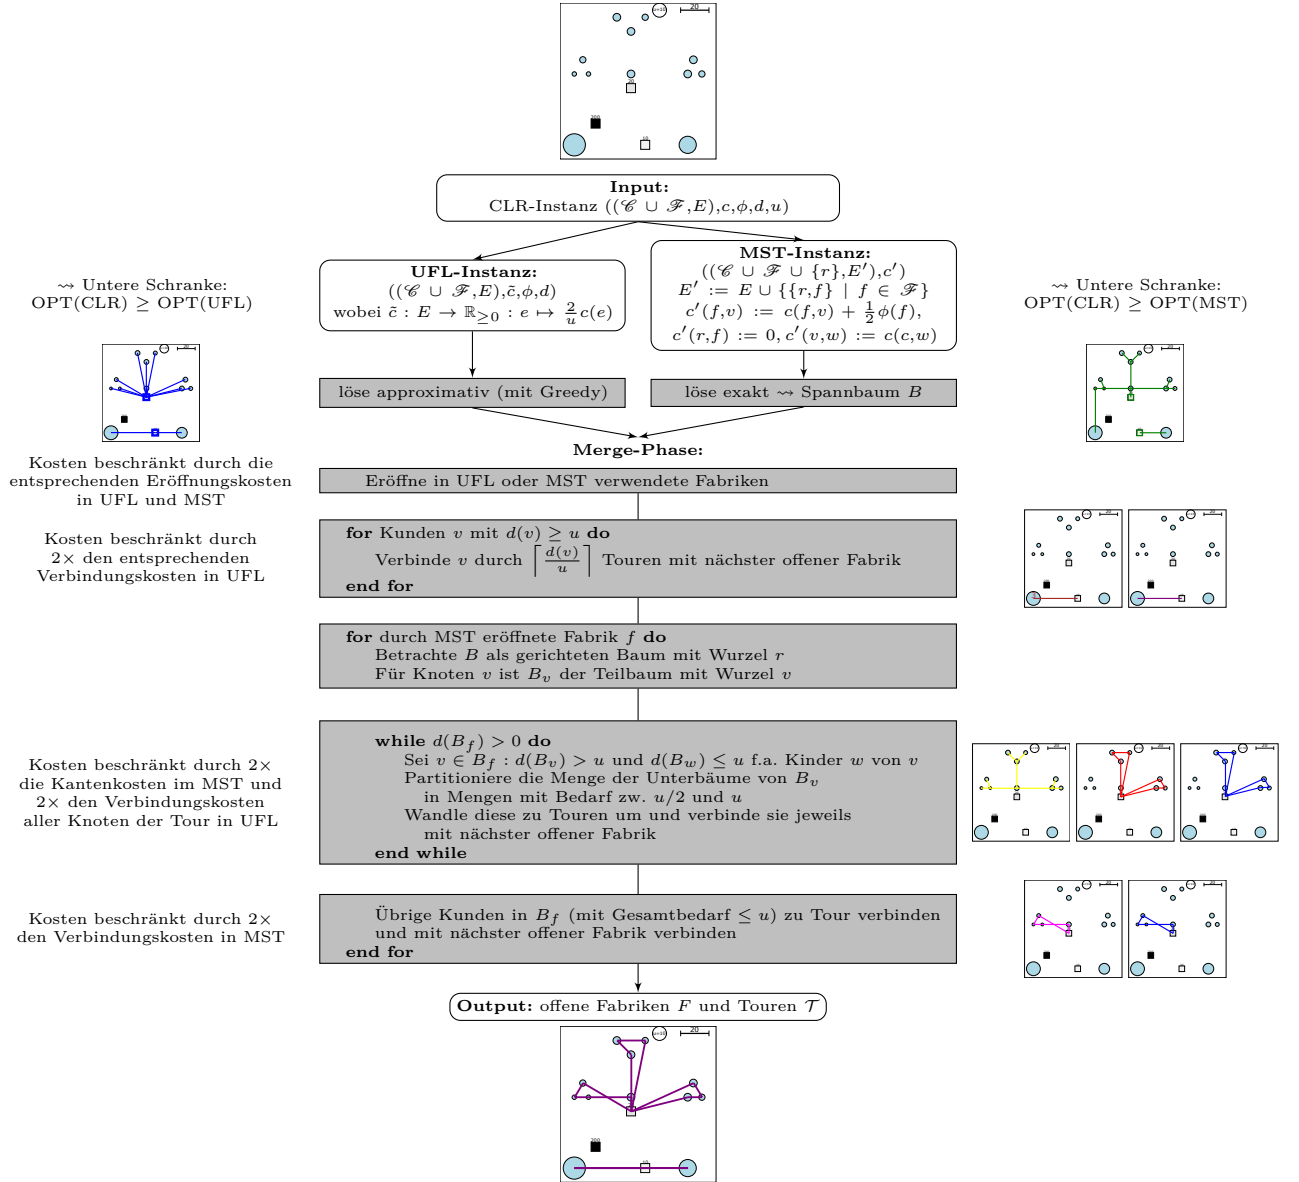 20
u=10
20
200
10
Input:
CLR-Instanz ((𝒞 ∪ ℱ,E),c,ϕ,d,u)
UFL-Instanz:
((𝒞 ∪ ℱ,E),c̃,ϕ,d)
wobei c̃ : E → ℝ≥0 : e ↦ 2/u c(e)
MST-Instanz:
((𝒞 ∪ ℱ ∪ {r},E′),c′)
E′ := E ∪ {{r,f} | f ∈ ℱ}
c′(f,v) := c(f,v) + 1/2 ϕ(f),
c′(r,f) := 0, c′(v,w) := c(c,w)
⇝ Untere Schranke:
OPT(CLR) ≥ OPT(UFL)
⇝ Untere Schranke:
OPT(CLR) ≥ OPT(MST)
löse approximativ (mit Greedy)
löse exakt ⇝ Spannbaum B
Merge-Phase:
Kosten beschränkt durch die
entsprechenden Eröffnungskosten
in UFL und MST
Eröffne in UFL oder MST verwendete Fabriken
Kosten beschränkt durch
2× den entsprechenden
Verbindungskosten in UFL
for Kunden v mit d(v) ≥ u do
Verbinde v durch ⌈d(v)/u⌉ Touren mit nächster offener Fabrik
end for
for durch MST eröffnete Fabrik f do
Betrachte B als gerichteten Baum mit Wurzel r
Für Knoten v ist B_v der Teilbaum mit Wurzel v
Kosten beschränkt durch 2×
die Kantenkosten im MST und
2× den Verbindungskosten
aller Knoten der Tour in UFL
while d(B_f) > 0 do
Sei v ∈ B_f : d(B_v) > u und d(B_w) ≤ u f.a. Kinder w von v
Partitioniere die Menge der Unterbäume von B_v
in Mengen mit Bedarf zw. u/2 und u
Wandle diese zu Touren um und verbinde sie jeweils
mit nächster offener Fabrik
end while
Kosten beschränkt durch 2×
den Verbindungskosten in MST
Übrige Kunden in B_f (mit Gesamtbedarf ≤ u) zu Tour verbinden
und mit nächster offener Fabrik verbinden
end for
Output: offene Fabriken F und Touren 𝒯
20
u=10
200
10